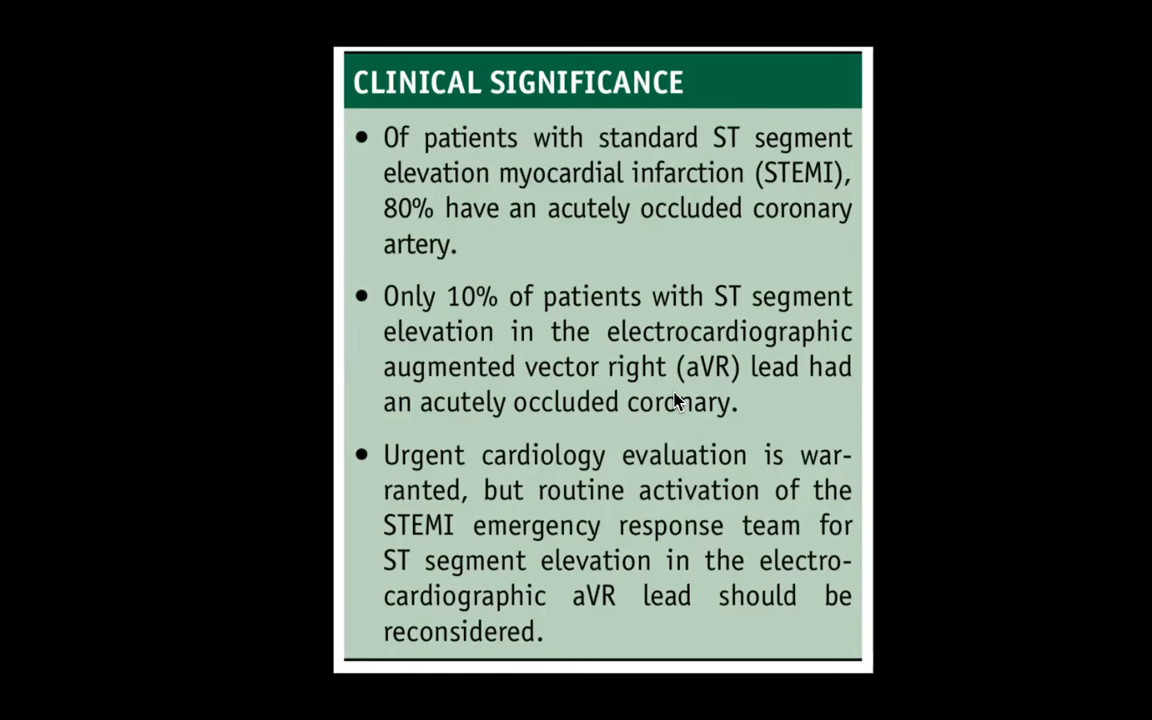 CLINICAL SIGNIFICANCE
• Of patients with standard ST segment
elevation myocardial infarction (STEMI),
80% have an acutely occluded coronary
artery.
• Only 10% of patients with ST segment
elevation in the electrocardiographic
augmented vector right (aVR) lead had
an acutely occluded coronary.
• Urgent cardiology evaluation is war-
ranted, but routine activation of the
STEMI emergency response team for
ST segment elevation in the electro-
cardiographic aVR lead should be
reconsidered.